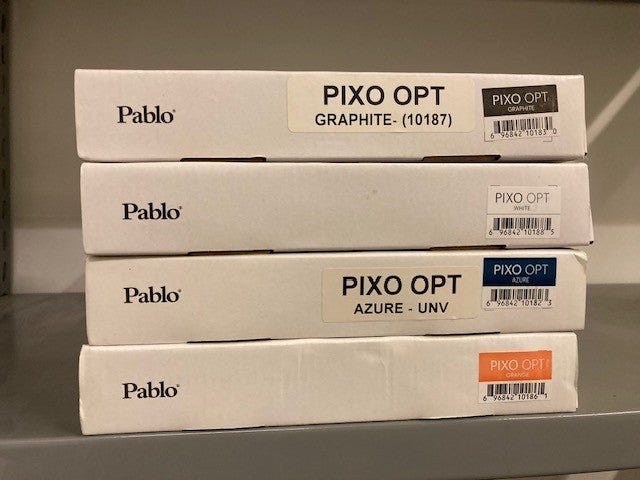 Pablo®
PIXO OPT
GRAPHITE- (10187)
PIXO OPT
GRAPHITE
6 96842 10183 0
Pablo®
PIXO OPT
WHITE
6 96842 10188 5
Pablo®
PIXO OPT
AZURE - UNV
PIXO OPT
AZURE
6 96842 10182 3
Pablo®
PIXO OPT
ORANGE
6 96842 10186 1